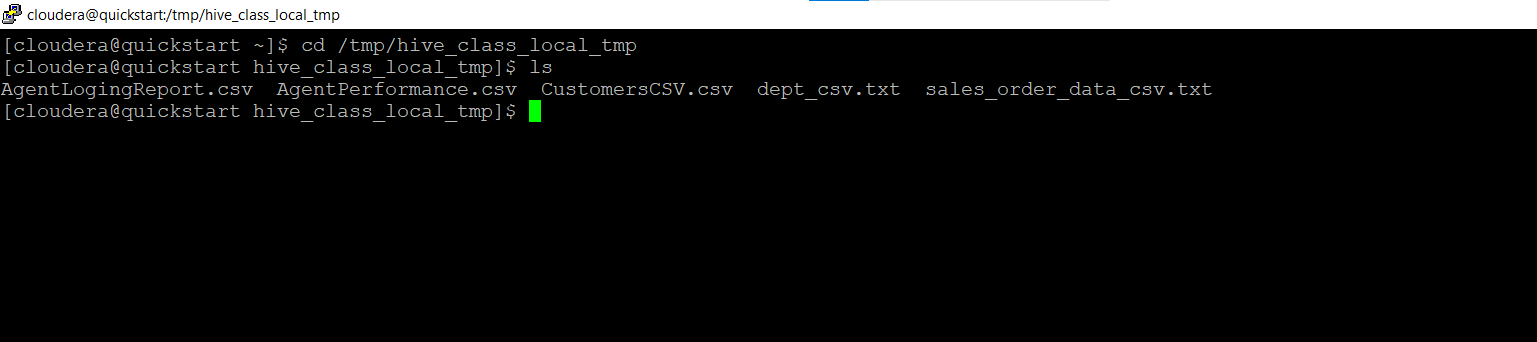 cloudera@quickstart:/tmp/hive_class_local_tmp
[cloudera@quickstart ~]$ cd /tmp/hive_class_local_tmp
[cloudera@quickstart hive_class_local_tmp]$ ls
AgentLogingReport.csv  AgentPerformance.csv  CustomersCSV.csv  dept_csv.txt  sales_order_data_csv.txt
[cloudera@quickstart hive_class_local_tmp]$